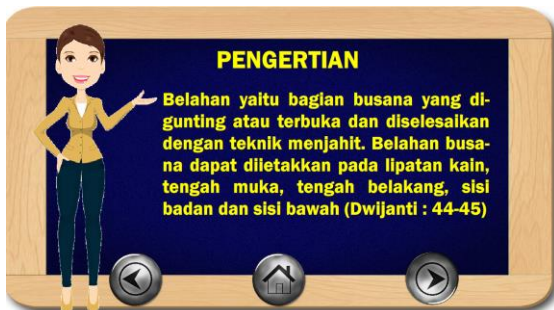 PENGERTIAN
Belahan yaitu bagian busana yang di-
gunting atau terbuka dan diselesaikan
dengan teknik menjahit. Belahan busa-
na dapat diietakkan pada lipatan kain,
tengah muka, tengah belakang, sisi
badan dan sisi bawah (Dwijanti : 44-45)